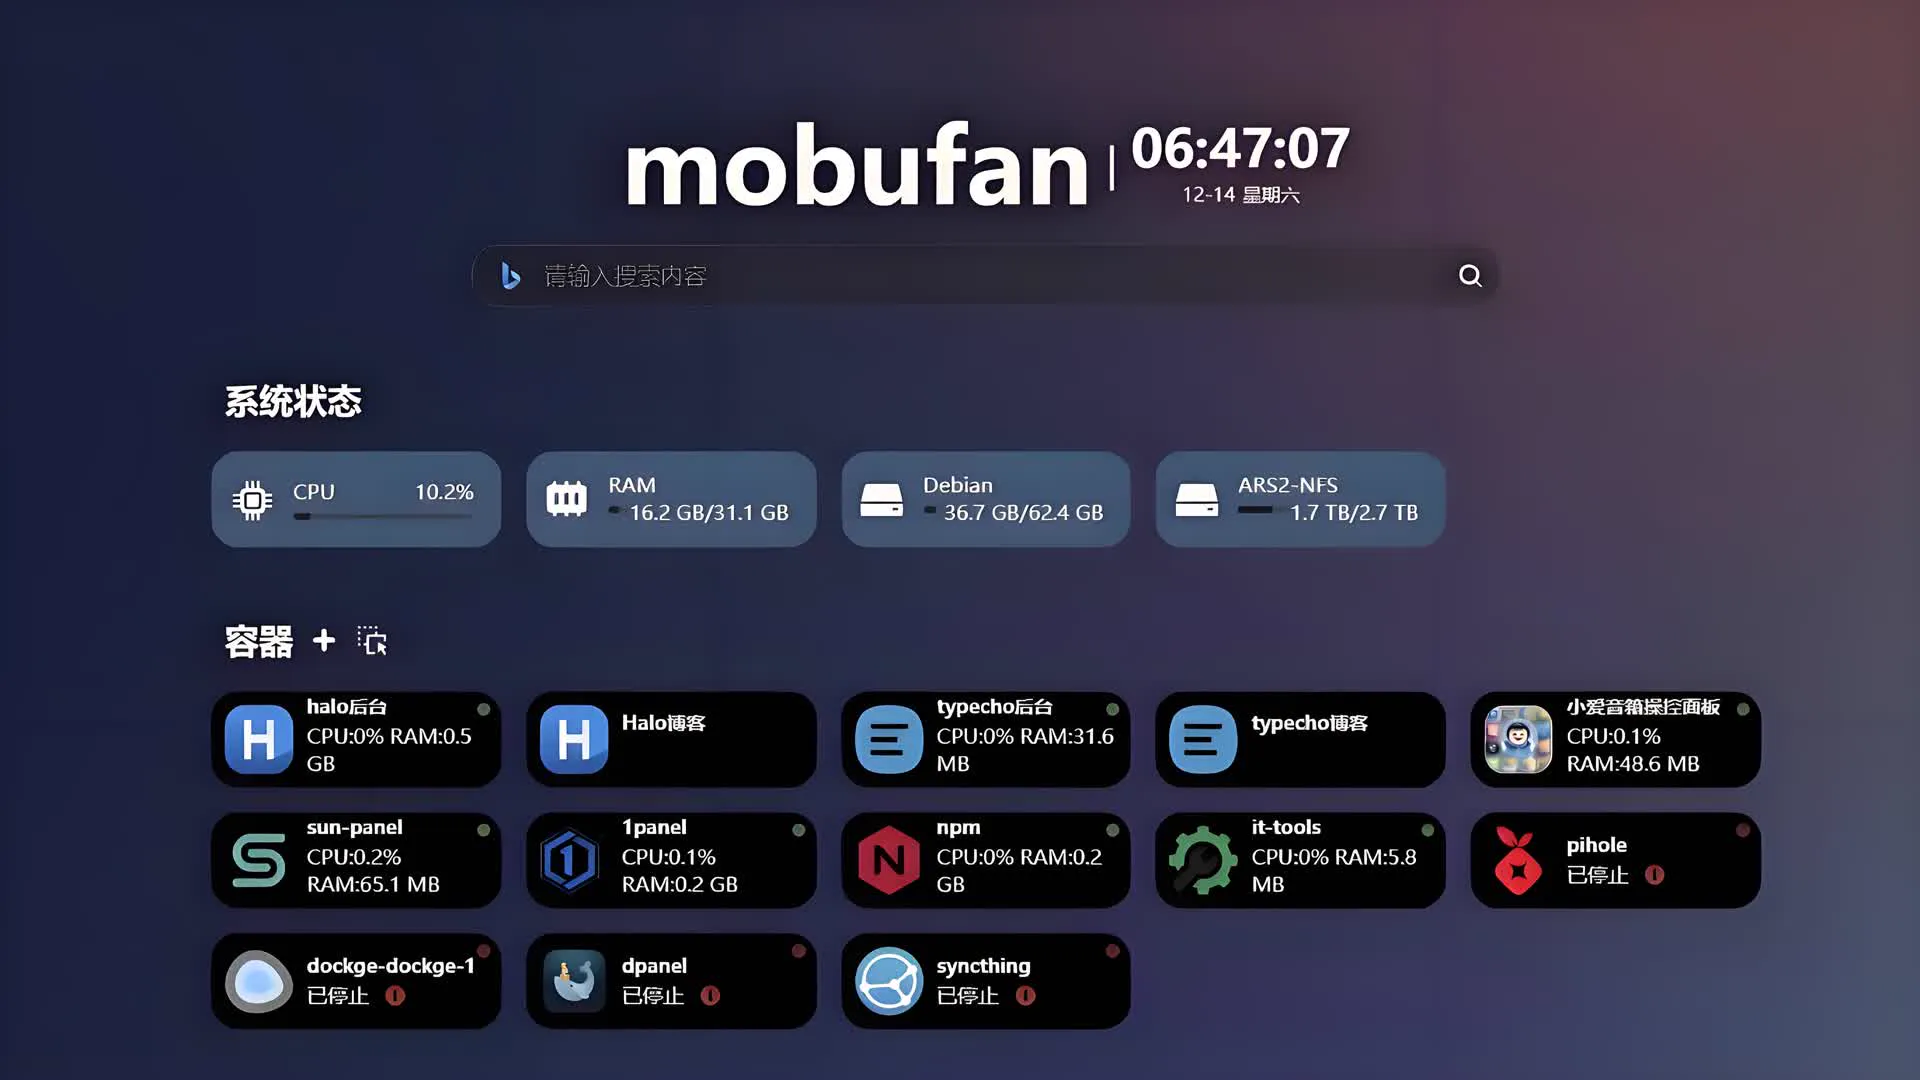 mobufan
06:47:07
12-14 星期六
请输入搜索内容
系统状态
CPU 10.2%
RAM
16.2 GB/31.1 GB
Debian
36.7 GB/62.4 GB
ARS2-NFS
1.7 TB/2.7 TB
容器
halo后台
CPU:0% RAM:0.5
GB
Halo博客
typecho后台
CPU:0% RAM:31.6
MB
typecho博客
小爱音箱操控面板
CPU:0.1%
RAM:48.6 MB
sun-panel
CPU:0.2%
RAM:65.1 MB
1panel
CPU:0.1%
RAM:0.2 GB
npm
CPU:0% RAM:0.2
GB
it-tools
CPU:0% RAM:5.8
MB
pihole
已停止
dockge-dockge-1
已停止
dpanel
已停止
syncthing
已停止